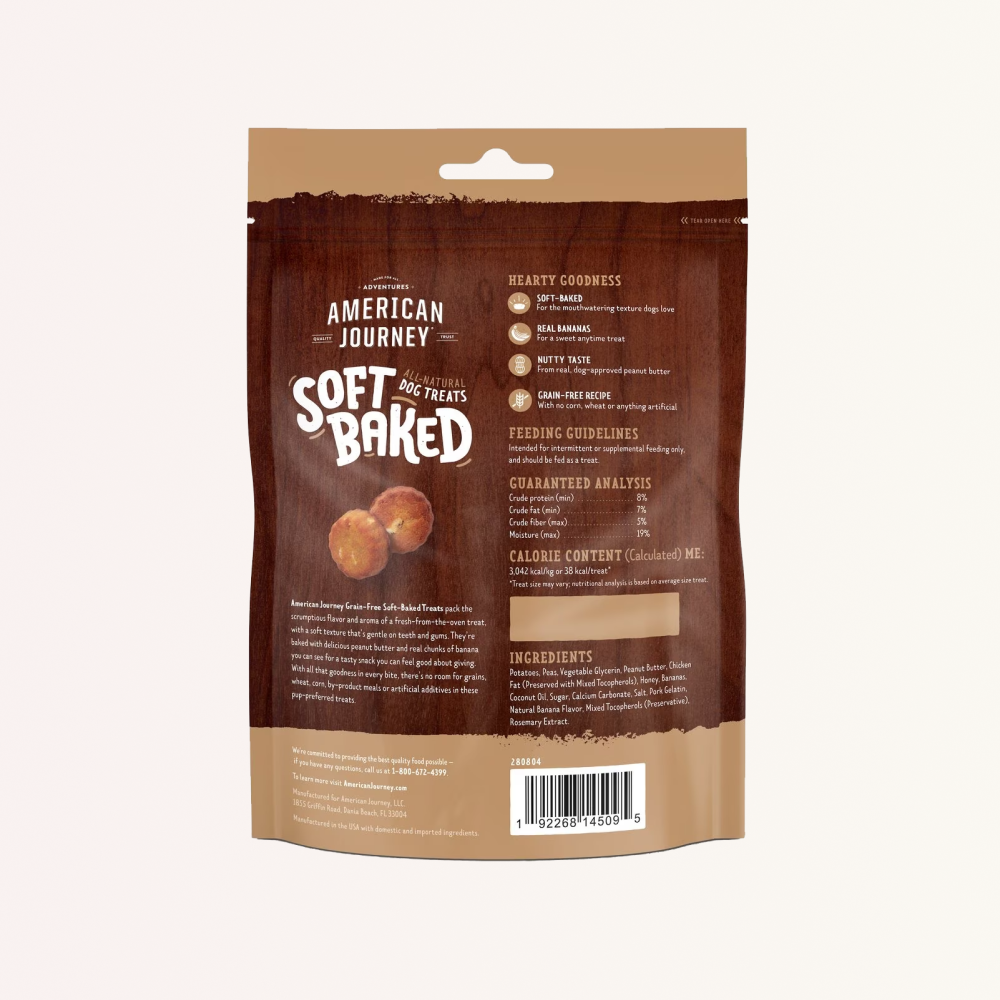 TEAR OPEN HERE
MADE FOR PET
ADVENTURES
AMERICAN
JOURNEY
QUALITY
TRUST
SOFT
BAKED
ALL-NATURAL
DOG TREATS
American Journey Grain-Free Soft-Baked Treats pack the
scrumptious flavor and aroma of a fresh-from-the-oven treat,
with a soft texture that's gentle on teeth and gums. They're
baked with delicious peanut butter and real chunks of banana
you can see for a tasty snack you can feel good about giving.
With all that goodness in every bite, there's no room for grains,
wheat, corn, by-product meals or artificial additives in these
pup-preferred treats.
We're committed to providing the best quality food possible –
if you have any questions, call us at 1-800-672-4399.
To learn more visit AmericanJourney.com
Manufactured for American Journey, LLC.
1855 Griffin Road, Dania Beach, FL 33004
Manufactured in the USA with domestic and imported ingredients.
HEARTY GOODNESS
SOFT-BAKED
For the mouthwatering texture dogs love
REAL BANANAS
For a sweet anytime treat
NUTTY TASTE
From real, dog-approved peanut butter
GRAIN-FREE RECIPE
With no corn, wheat or anything artificial
FEEDING GUIDELINES
Intended for intermittent or supplemental feeding only,
and should be fed as a treat.
GUARANTEED ANALYSIS
Crude protein (min) 8%
Crude fat (min) 7%
Crude fiber (max) 5%
Moisture (max) 19%
CALORIE CONTENT (Calculated) ME:
3,042 kcal/kg or 38 kcal/treat*
*Treat size may vary; nutritional analysis is based on average size treat.
INGREDIENTS
Potatoes, Peas, Vegetable Glycerin, Peanut Butter, Chicken
Fat (Preserved with Mixed Tocopherols), Honey, Bananas,
Coconut Oil, Sugar, Calcium Carbonate, Salt, Pork Gelatin,
Natural Banana Flavor, Mixed Tocopherols (Preservative),
Rosemary Extract.
280804
1 92268 14509 5